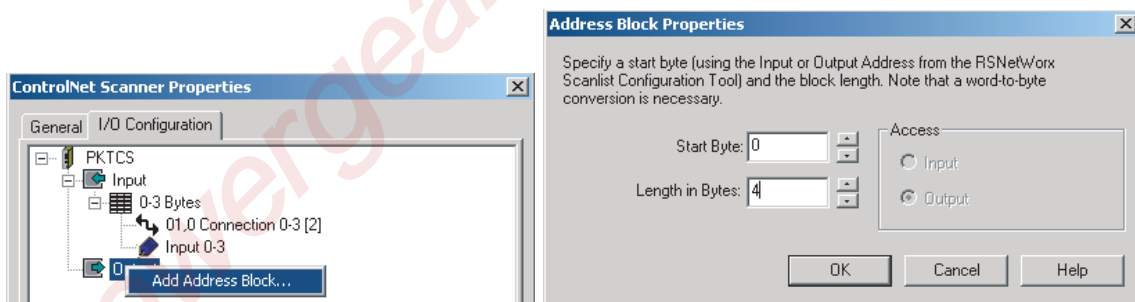 ControlNet Scanner Properties
General
I/O Configuration
PKTCS
Input
0-3 Bytes
01,0 Connection 0-3 [2]
Input 0-3
Add Address Block...
Address Block Properties
Specify a start byte (using the Input or Output Address from the RSNetWorx
Scanlist Configuration Tool) and the block length. Note that a word-to-byte
conversion is necessary.
Start Byte: 0
Length in Bytes: 4
Access
Input
Output
OK
Cancel
Help